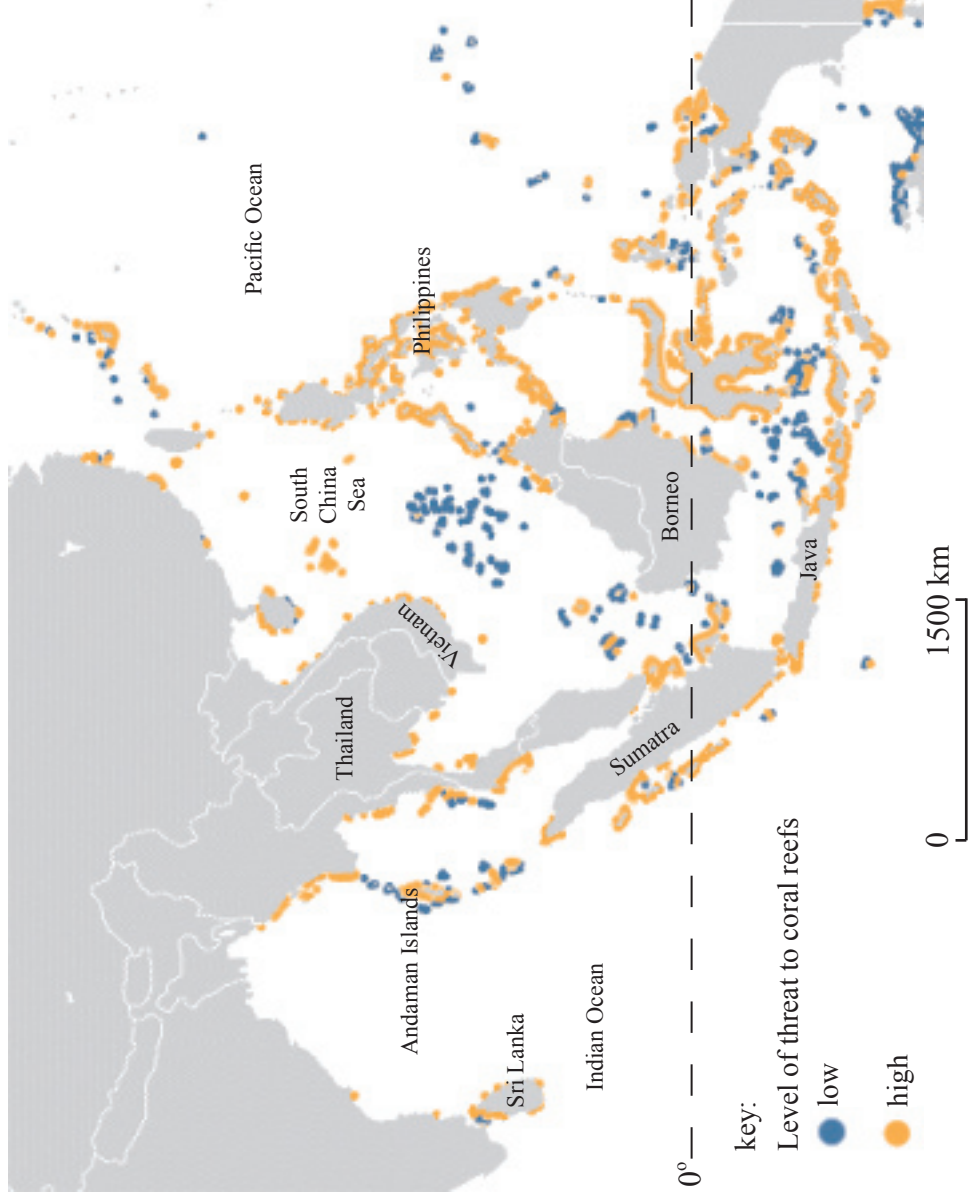 Pacific Ocean
South
China
Sea
Philippines
Vietnam
Thailand
Andaman Islands
Sri Lanka
Indian Ocean
Borneo
Sumatra
Java
0°
key:
Level of threat to coral reefs
low
high
0
1500 km